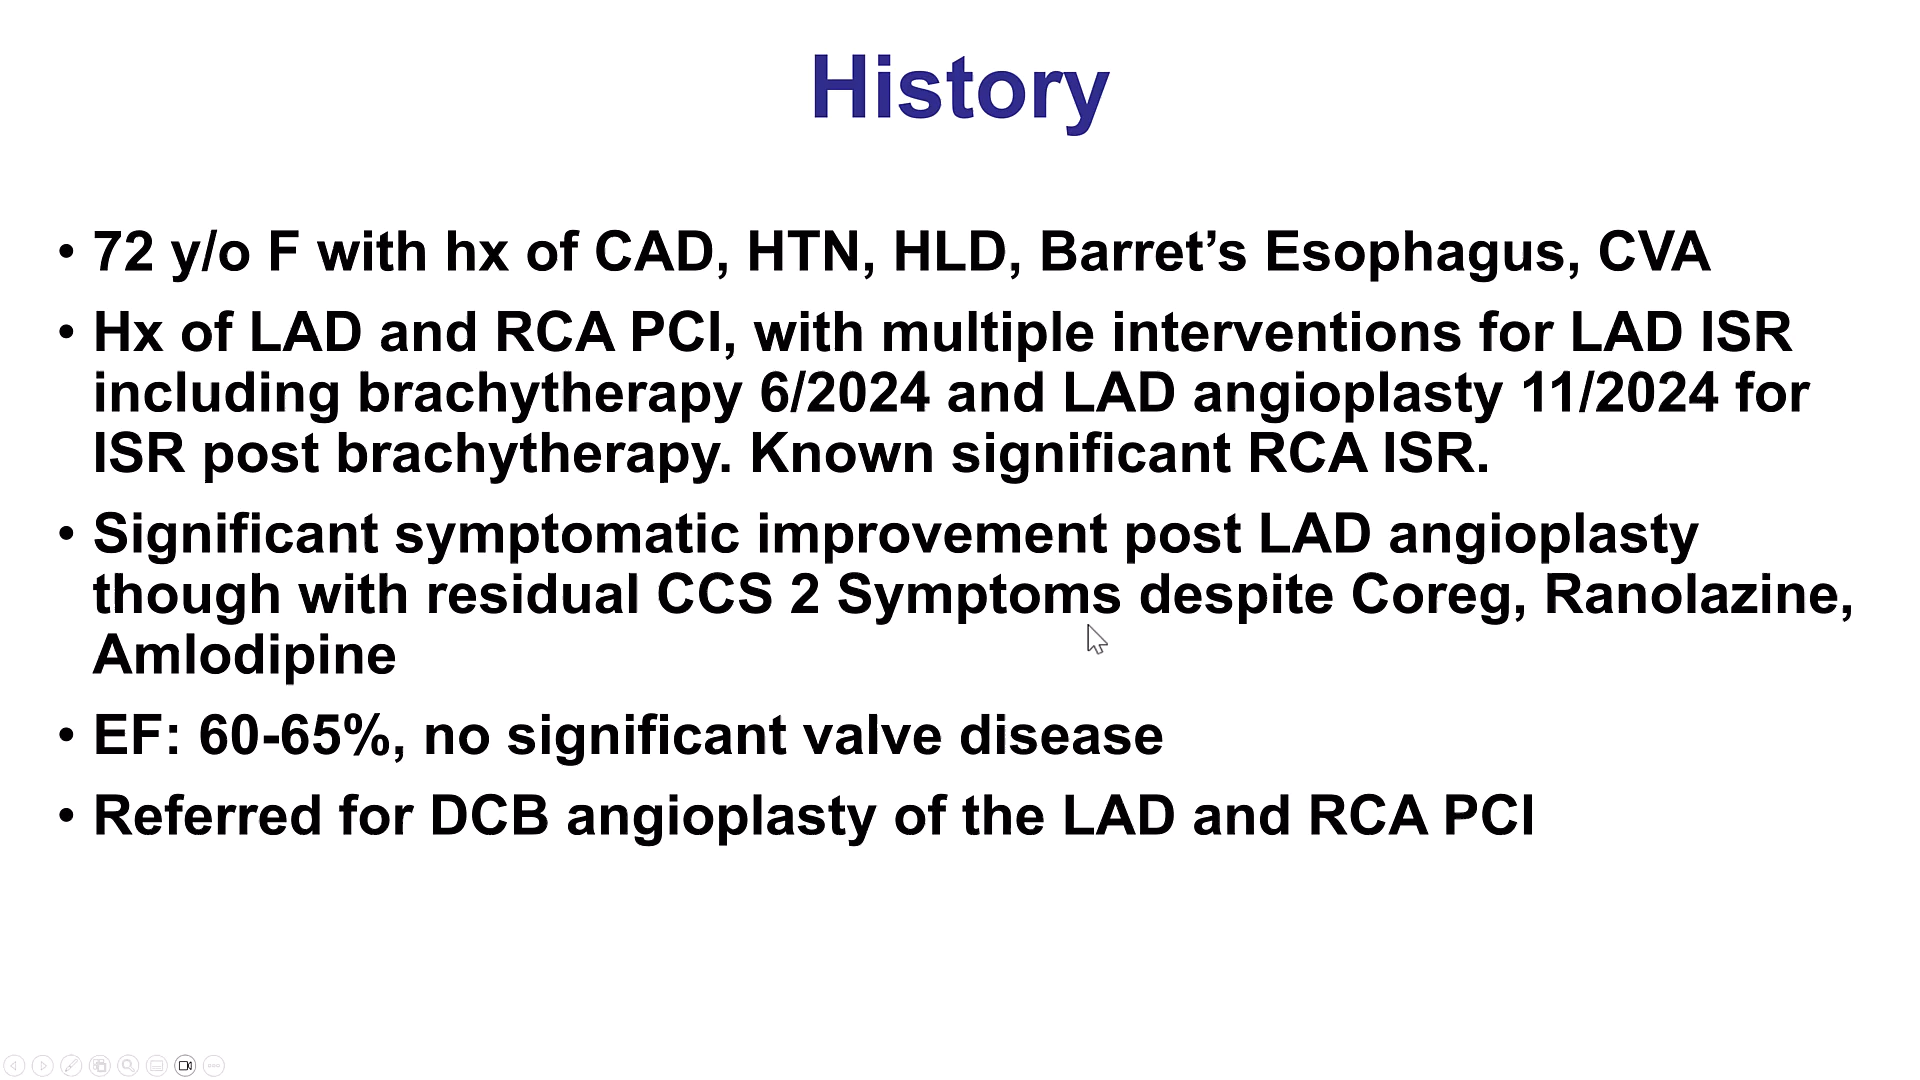 History
• 72 y/o F with hx of CAD, HTN, HLD, Barret’s Esophagus, CVA
• Hx of LAD and RCA PCI, with multiple interventions for LAD ISR
including brachytherapy 6/2024 and LAD angioplasty 11/2024 for
ISR post brachytherapy. Known significant RCA ISR.
• Significant symptomatic improvement post LAD angioplasty
though with residual CCS 2 Symptoms despite Coreg, Ranolazine,
Amlodipine
• EF: 60-65%, no significant valve disease
• Referred for DCB angioplasty of the LAD and RCA PCI